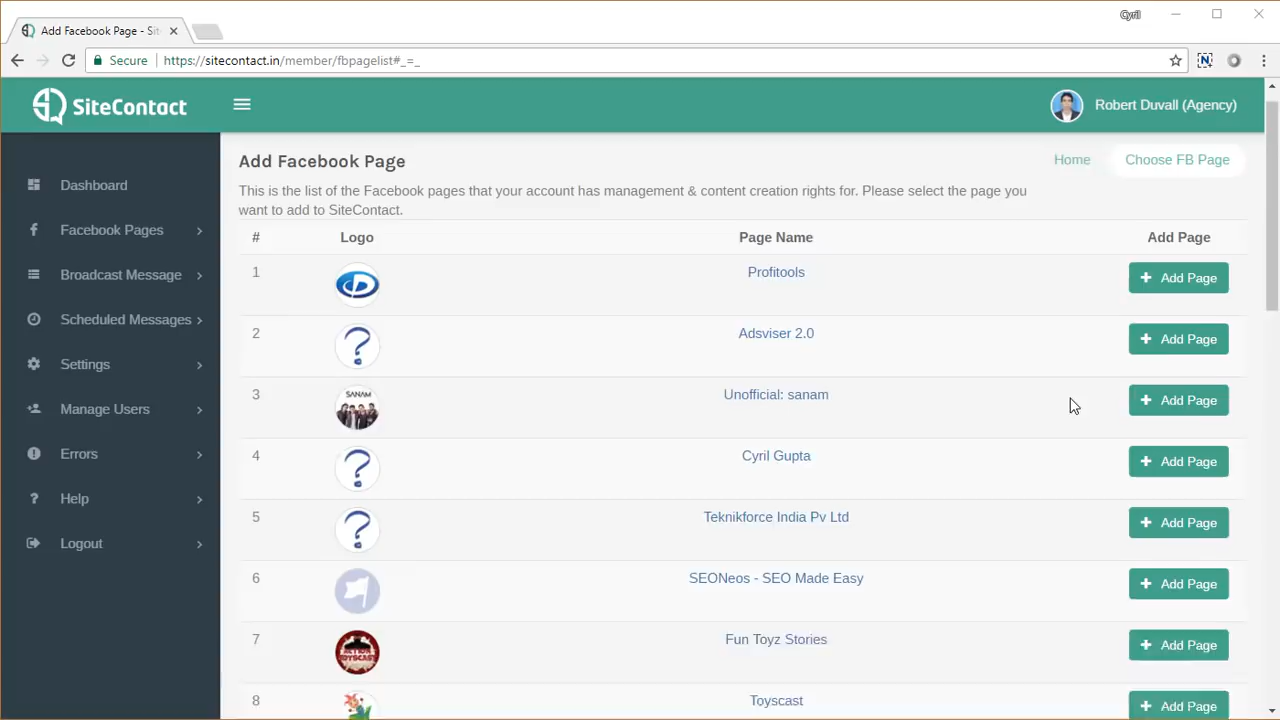 Cyril
Add Facebook Page - Sit
Secure
https://sitecontact.in/member/fbpagelist#_=_
SiteContact
Robert Duvall (Agency)
Dashboard
Facebook Pages
Broadcast Message
Scheduled Messages
Settings
Manage Users
Errors
Help
Logout
Add Facebook Page
Home
Choose FB Page
This is the list of the Facebook pages that your account has management & content creation rights for. Please select the page you
want to add to SiteContact.
# Logo Page Name Add Page
1 Profitools + Add Page
2 Adsviser 2.0 + Add Page
3 SANAM Unofficial: sanam + Add Page
4 ? Cyril Gupta + Add Page
5 ? Teknikforce India Pv Ltd + Add Page
6 SEONeos - SEO Made Easy + Add Page
7 Fun Toyz Stories + Add Page
8 Toyscast + Add Page